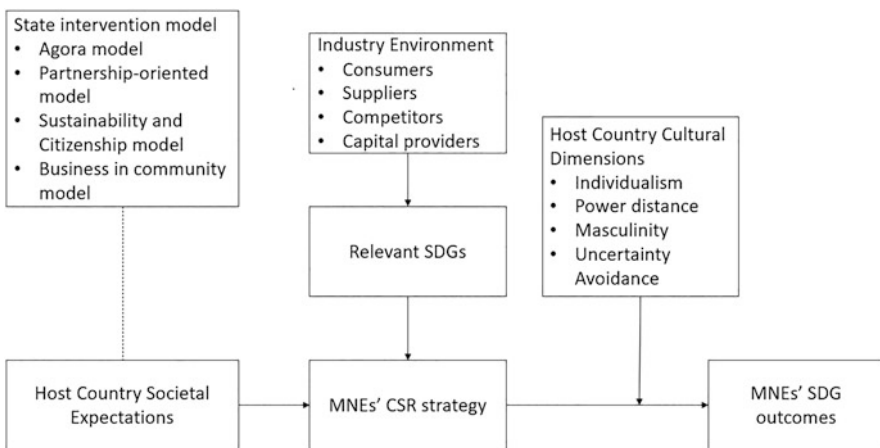 State intervention model
• Agora model
• Partnership-oriented
model
• Sustainability and
Citizenship model
• Business in community
model
Industry Environment
• Consumers
• Suppliers
• Competitors
• Capital providers
Host Country Cultural
Dimensions
• Individualism
• Power distance
• Masculinity
• Uncertainty
Avoidance
Relevant SDGs
Host Country Societal
Expectations
MNEs' CSR strategy
MNEs' SDG
outcomes